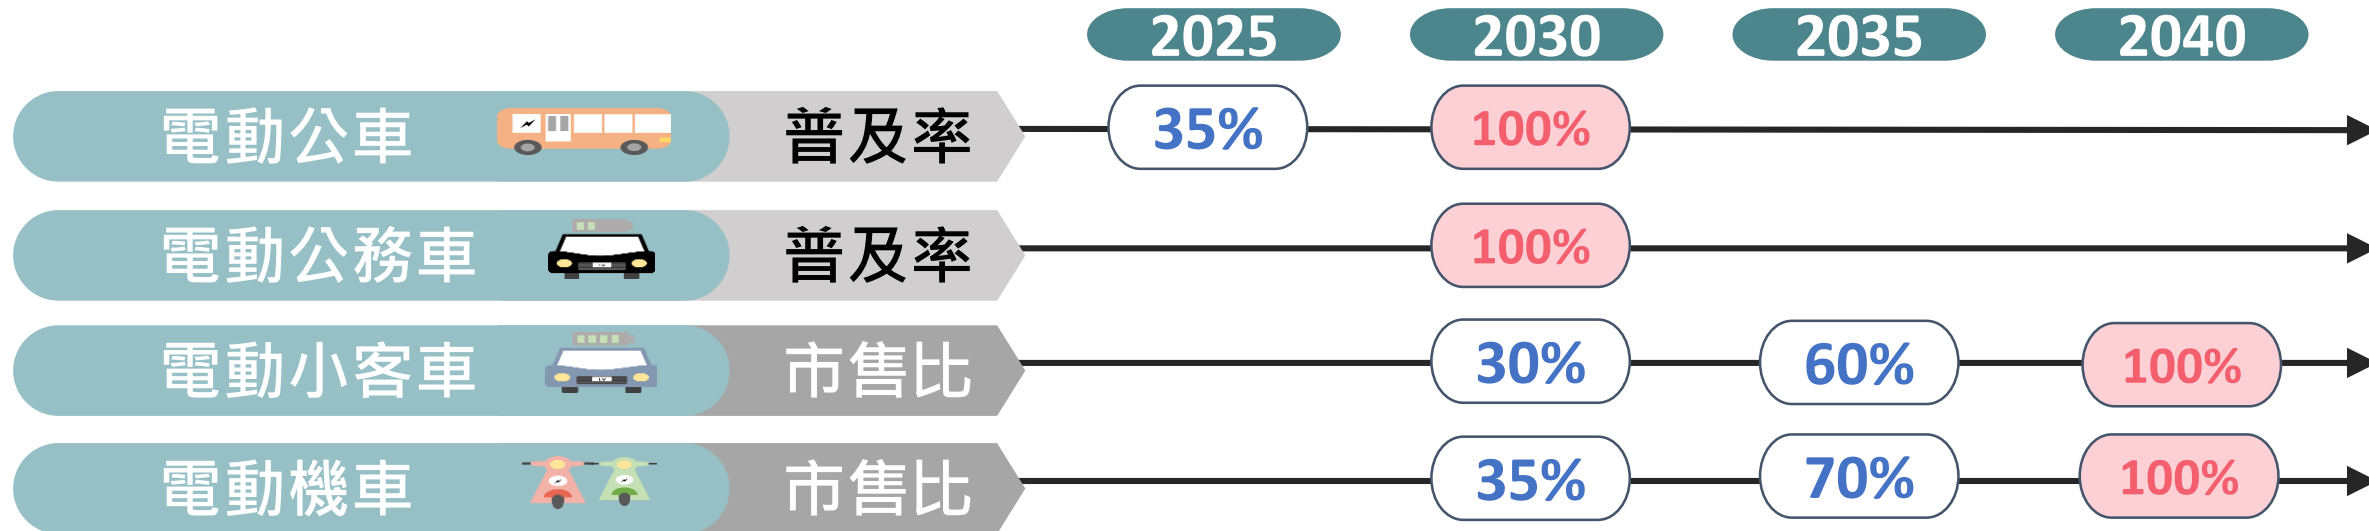 2025 2030 2035 2040
電動公車 普及率 35% 100%
電動公務車 普及率 100%
電動小客車 市售比 30% 60% 100%
電動機車 市售比 35% 70% 100%